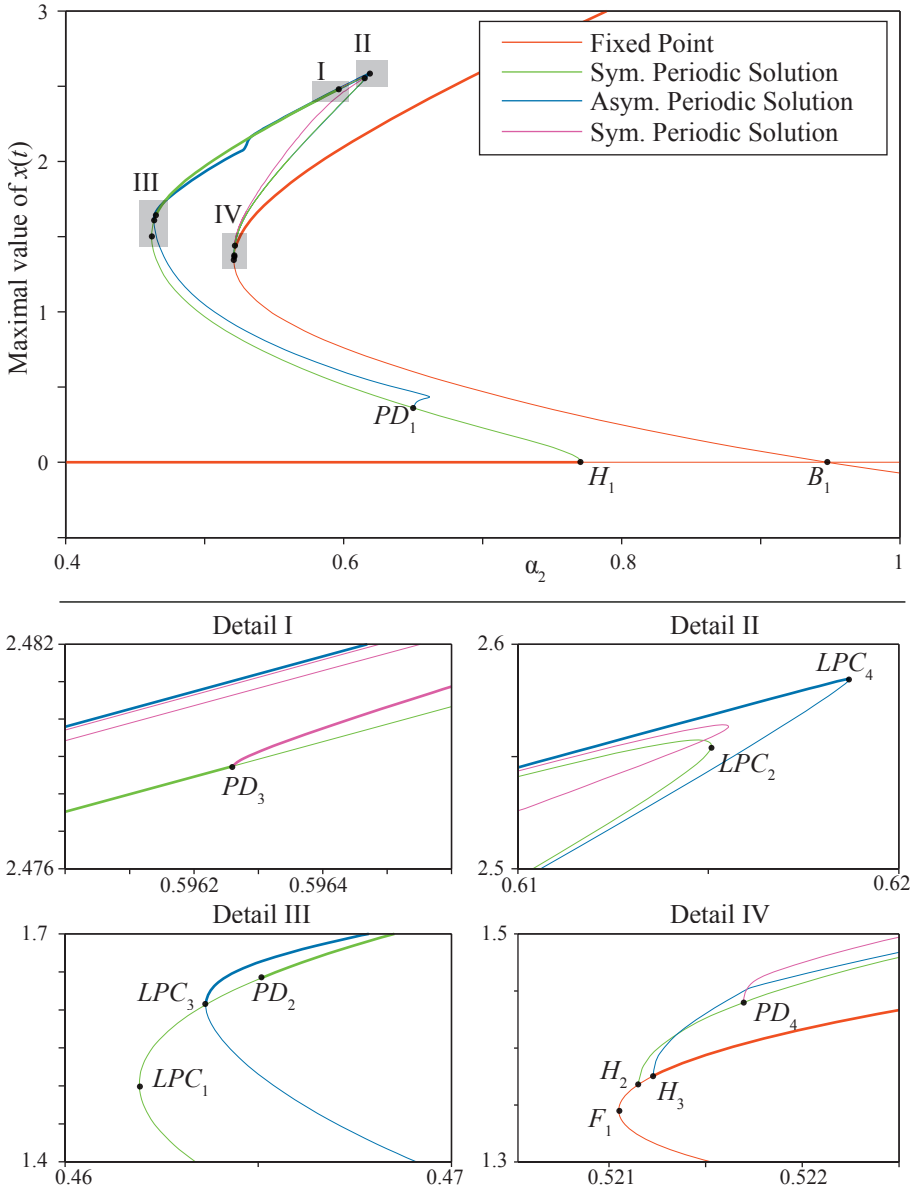 3
2
1
0
Maximal value of x(t)
0.4
0.6
0.8
1
α2
Fixed Point
Sym. Periodic Solution
Asym. Periodic Solution
Sym. Periodic Solution
I
II
III
IV
PD1
H1
B1
Detail I
2.482
2.476
0.5962
0.5964
PD3
Detail II
2.6
2.5
0.61
0.62
LPC4
LPC2
Detail III
1.7
1.4
0.46
0.47
LPC3
PD2
LPC1
Detail IV
1.5
1.3
0.521
0.522
PD4
H2
H3
F1